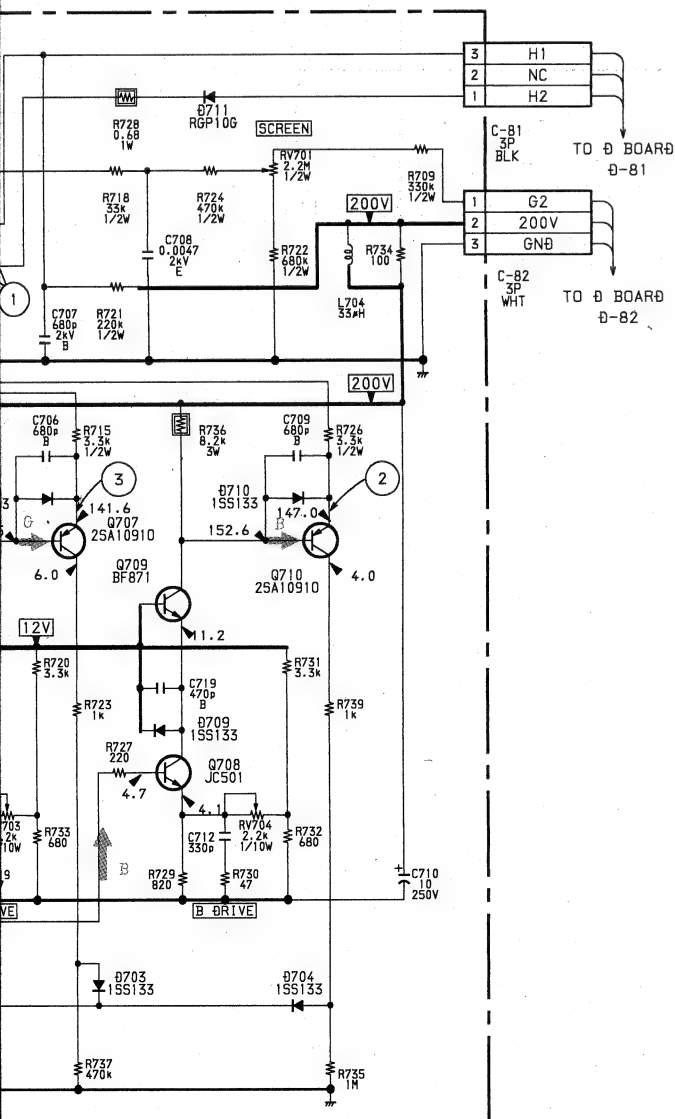 3 H1
2 NC
1 H2
R728
0.68
1W
D711
RGP10G
SCREEN
C-81
3P
BLK
TO D BOARD
D-81
RV701
2.2M
1/2W
R718
33k
1/2W
R724
470k
1/2W
R709
330k
1/2W
200V
1 G2
2 200V
3 GND
C708
0.0047
2kV
E
R722
680k
1/2W
R734
100
C-82
3P
WHT
TO D BOARD
D-82
1
C707
680p
2kV
B
R721
220k
1/2W
L704
33μH
200V
C706
680p
B
R715
3.3k
1/2W
R736
8.2k
3W
C709
680p
B
R726
3.3k
1/2W
3
2
D710
1SS133
141.6
147.0
G
Q707
2SA1091O
152.6
B
6.0
Q709
BF871
Q710
2SA1091O
4.0
12V
11.2
R720
3.3k
C719
470p
B
R731
3.3k
R723
1k
D709
1SS133
R739
1k
R727
220
Q708
JC501
4.7
4.1
703
.2k
/10W
R733
680
C712
330p
RV704
2.2k
1/10W
R732
680
B
R729
820
R730
47
C710
10
250V
+
VE
B DRIVE
D703
1SS133
D704
1SS133
R737
470k
R735
1M